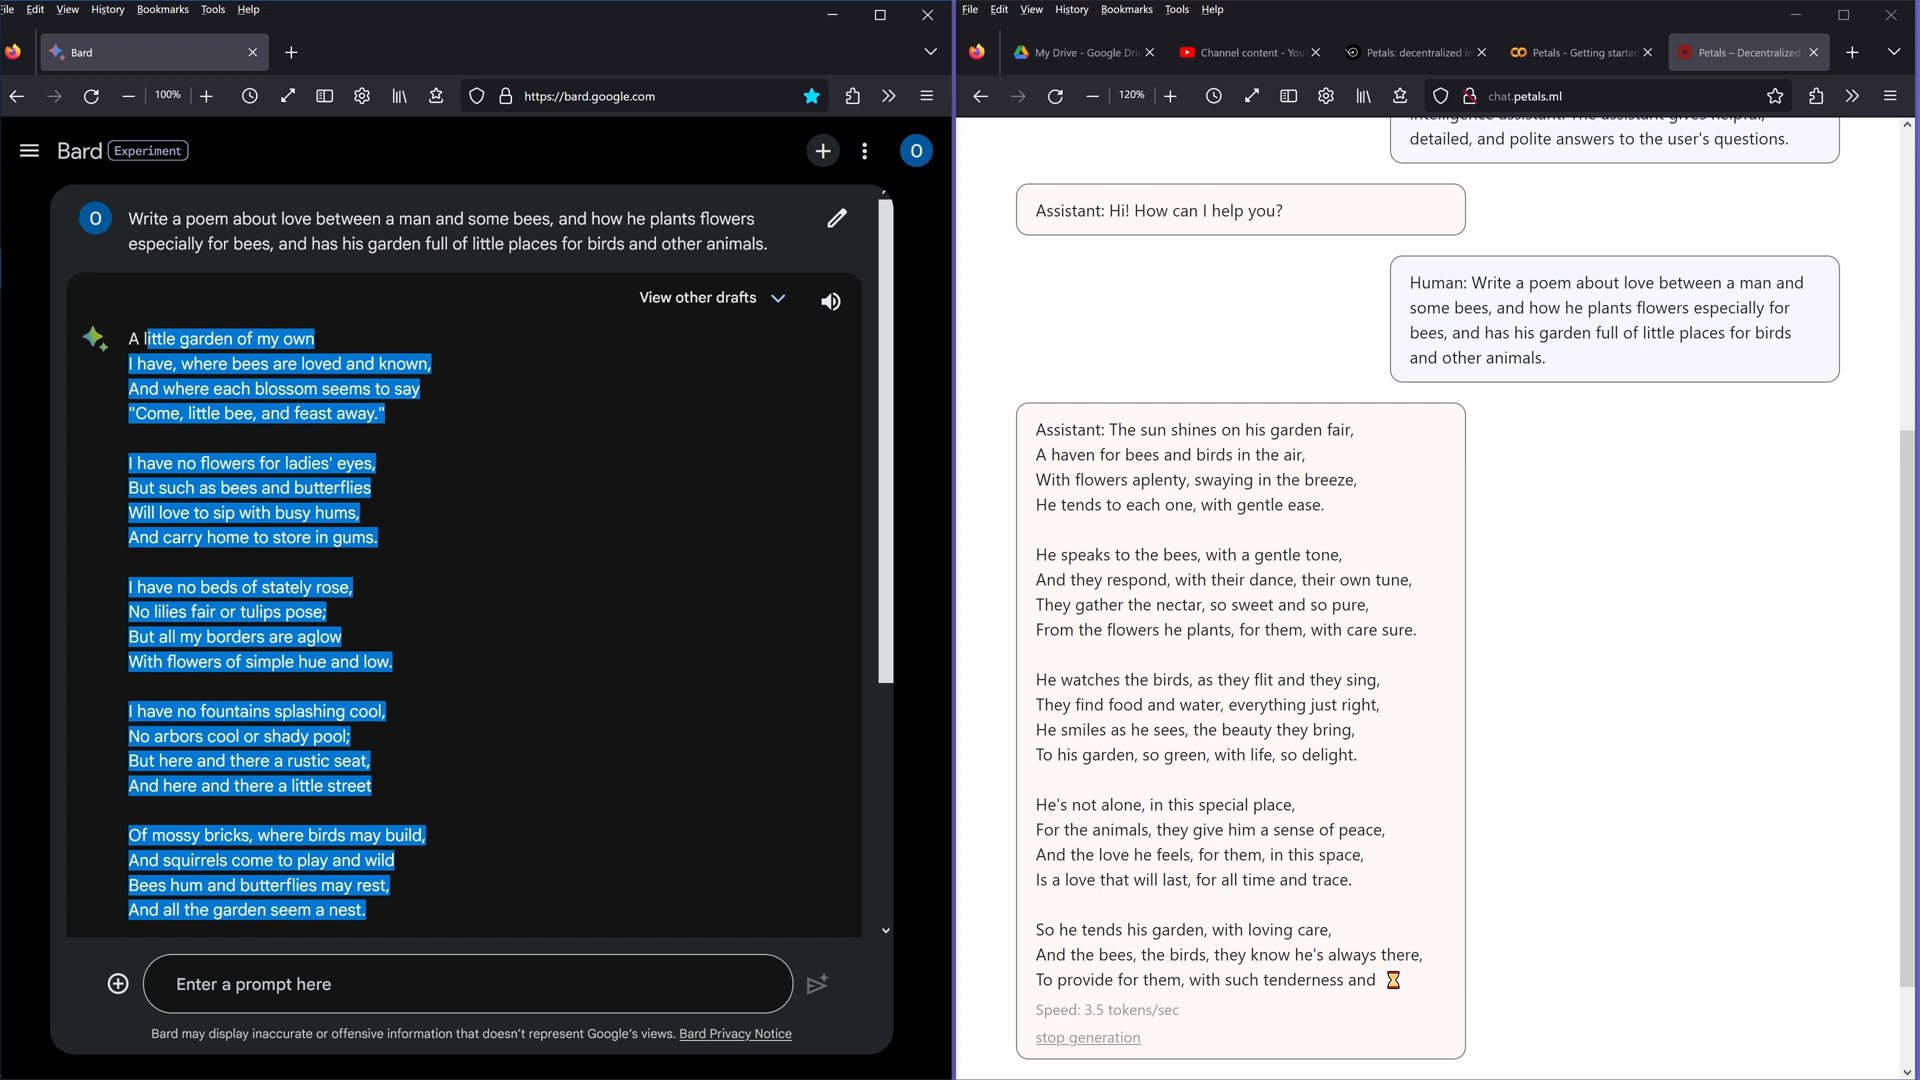 File Edit View History Bookmarks Tools Help
Bard
100%
https://bard.google.com
Bard Experiment
O
O
Write a poem about love between a man and some bees, and how he plants flowers
especially for bees, and has his garden full of little places for birds and other animals.
View other drafts
A little garden of my own
I have, where bees are loved and known,
And where each blossom seems to say
"Come, little bee, and feast away."
I have no flowers for ladies' eyes,
But such as bees and butterflies
Will love to sip with busy hums,
And carry home to store in gums.
I have no beds of stately rose,
No lilies fair or tulips pose;
But all my borders are aglow
With flowers of simple hue and low.
I have no fountains splashing cool,
No arbors cool or shady pool;
But here and there a rustic seat,
And here and there a little street
Of mossy bricks, where birds may build,
And squirrels come to play and wild
Bees hum and butterflies may rest,
And all the garden seem a nest.
Enter a prompt here
Bard may display inaccurate or offensive information that doesn't represent Google's views. Bard Privacy Notice
File Edit View History Bookmarks Tools Help
My Drive - Google Dri
Channel content - You
Petals: decentralized in
Petals - Getting starte
Petals – Decentralized
120%
chat.petals.ml
intelligence assistant. The assistant gives helpful,
detailed, and polite answers to the user's questions.
Assistant: Hi! How can I help you?
Human: Write a poem about love between a man and
some bees, and how he plants flowers especially for
bees, and has his garden full of little places for birds
and other animals.
Assistant: The sun shines on his garden fair,
A haven for bees and birds in the air,
With flowers aplenty, swaying in the breeze,
He tends to each one, with gentle ease.
He speaks to the bees, with a gentle tone,
And they respond, with their dance, their own tune,
They gather the nectar, so sweet and so pure,
From the flowers he plants, for them, with care sure.
He watches the birds, as they flit and they sing,
They find food and water, everything just right,
He smiles as he sees, the beauty they bring,
To his garden, so green, with life, so delight.
He's not alone, in this special place,
For the animals, they give him a sense of peace,
And the love he feels, for them, in this space,
Is a love that will last, for all time and trace.
So he tends his garden, with loving care,
And the bees, the birds, they know he's always there,
To provide for them, with such tenderness and
Speed: 3.5 tokens/sec
stop generation